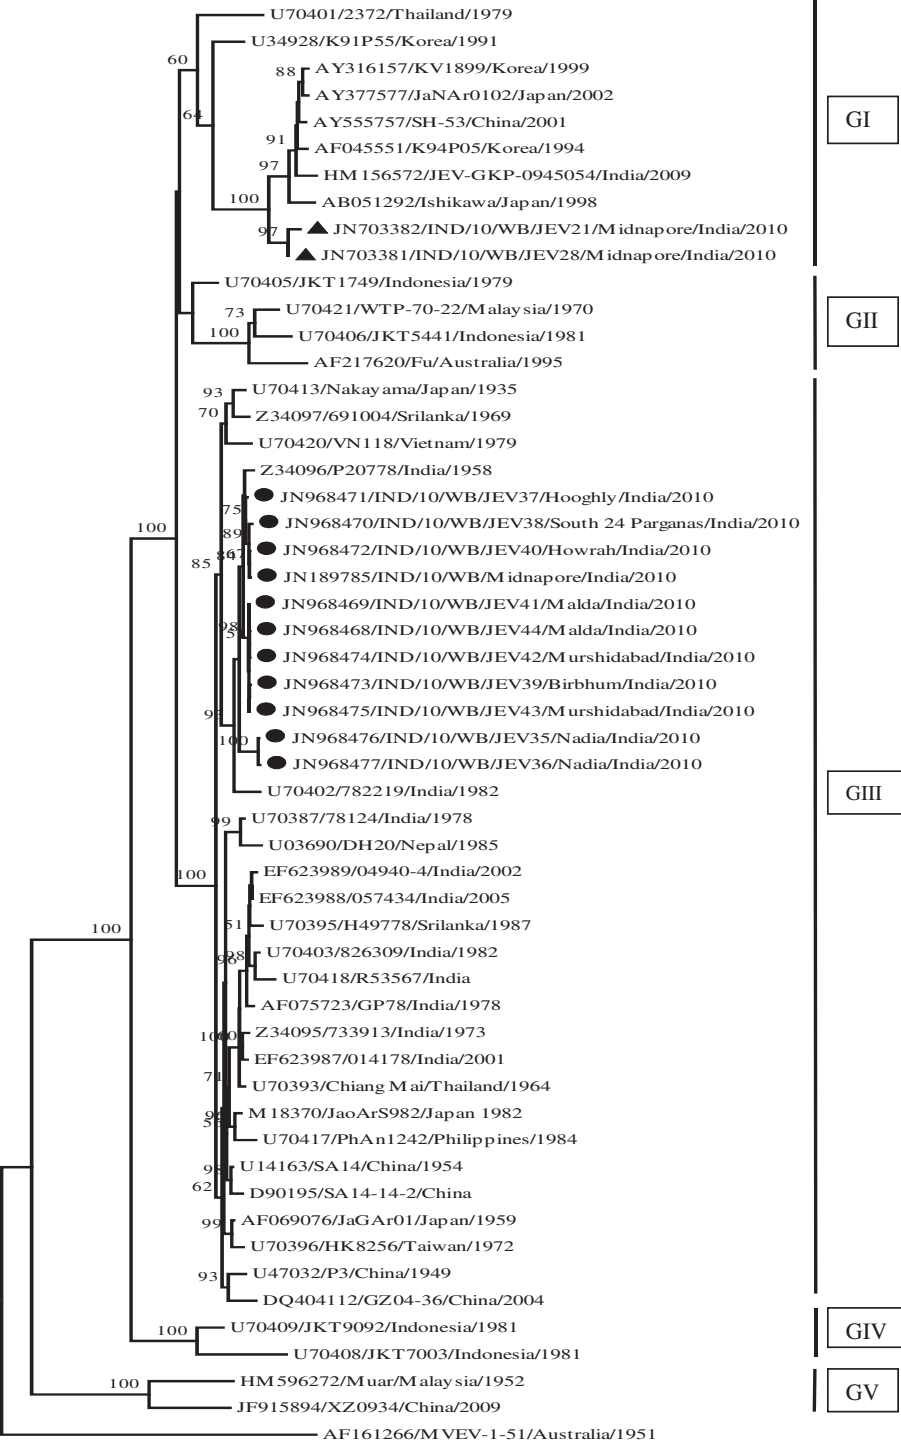 U70401/2372/Thailand/1979
U34928/K91P55/Korea/1991
60
AY316157/KV1899/Korea/1999
88
AY377577/JaNAr0102/Japan/2002
64
AY555757/SH-53/China/2001
GI
91
AF045551/K94P05/Korea/1994
97
HM156572/JEV-GKP-0945054/India/2009
100
AB051292/Ishikawa/Japan/1998
97
JN703382/IND/10/WB/JEV21/Midnapore/India/2010
JN703381/IND/10/WB/JEV28/Midnapore/India/2010
U70405/JKT1749/Indonesia/1979
73
U70421/WTP-70-22/Malaysia/1970
GII
100
U70406/JKT5441/Indonesia/1981
AF217620/Fu/Australia/1995
93
U70413/Nakayama/Japan/1935
70
Z34097/691004/Srilanka/1969
U70420/VN118/Vietnam/1979
Z34096/P20778/India/1958
JN968471/IND/10/WB/JEV37/Hooghly/India/2010
75
JN968470/IND/10/WB/JEV38/South 24 Parganas/India/2010
100
89
JN968472/IND/10/WB/JEV40/Howrah/India/2010
85
67
JN189785/IND/10/WB/Midnapore/India/2010
JN968469/IND/10/WB/JEV41/Malda/India/2010
98
JN968468/IND/10/WB/JEV44/Malda/India/2010
JN968474/IND/10/WB/JEV42/Murshidabad/India/2010
JN968473/IND/10/WB/JEV39/Birbhum/India/2010
JN968475/IND/10/WB/JEV43/Murshidabad/India/2010
100
JN968476/IND/10/WB/JEV35/Nadia/India/2010
JN968477/IND/10/WB/JEV36/Nadia/India/2010
U70402/782219/India/1982
GIII
99
U70387/78124/India/1978
U03690/DH20/Nepal/1985
100
EF623989/04940-4/India/2002
EF623988/057434/India/2005
51
U70395/H49778/Srilanka/1987
100
U70403/826309/India/1982
96
98
U70418/R53567/India
AF075723/GP78/India/1978
Z34095/733913/India/1973
EF623987/014178/India/2001
71
U70393/Chiang Mai/Thailand/1964
M18370/JaoArS982/Japan 1982
U70417/PhAn1242/Philippines/1984
U14163/SA14/China/1954
62
D90195/SA14-14-2/China
99
AF069076/JaGAr01/Japan/1959
U70396/HK8256/Taiwan/1972
93
U47032/P3/China/1949
DQ404112/GZ04-36/China/2004
100
U70409/JKT9092/Indonesia/1981
GIV
U70408/JKT7003/Indonesia/1981
100
HM596272/Muar/Malaysia/1952
GV
JF915894/XZ0934/China/2009
AF161266/MVEV-1-51/Australia/1951